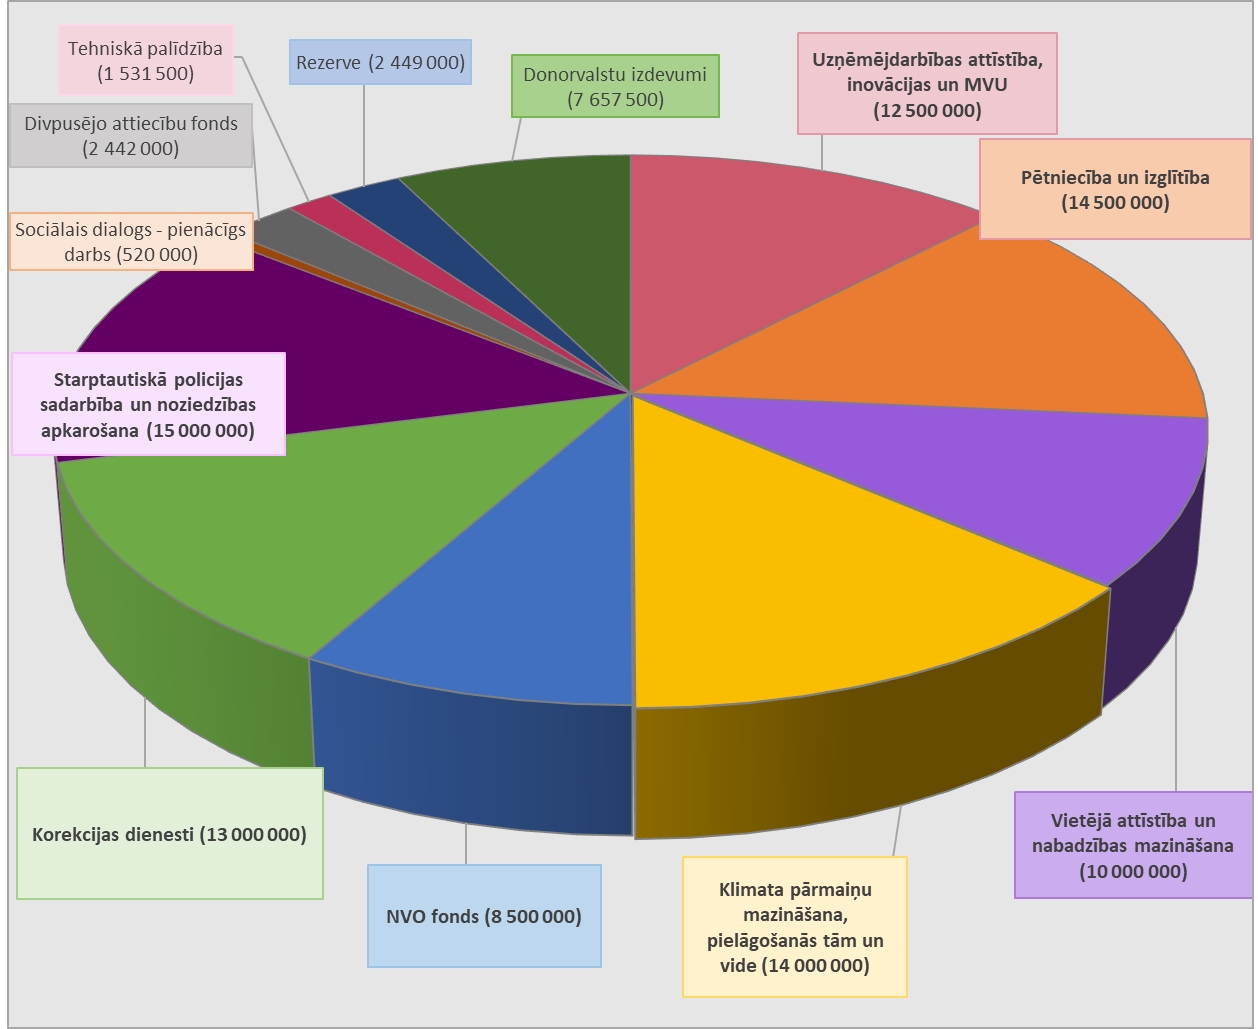 Tehniskā palīdzība
(1 531 500)
Rezerve (2 449 000)
Donorvalstu izdevumi
(7 657 500)
Uzņēmējdarbības attīstība,
inovācijas un MVU
(12 500 000)
Divpusējo attiecību fonds
(2 442 000)
Pētniecība un izglītība
(14 500 000)
Sociālais dialogs - pienācīgs
darbs (520 000)
Starptautiskā policijas
sadarbība un noziedzības
apkarošana (15 000 000)
Korekcijas dienesti (13 000 000)
NVO fonds (8 500 000)
Klimata pārmaiņu
mazināšana,
pielāgošanās tām un
vide (14 000 000)
Vietējā attīstība un
nabadzības mazināšana
(10 000 000)